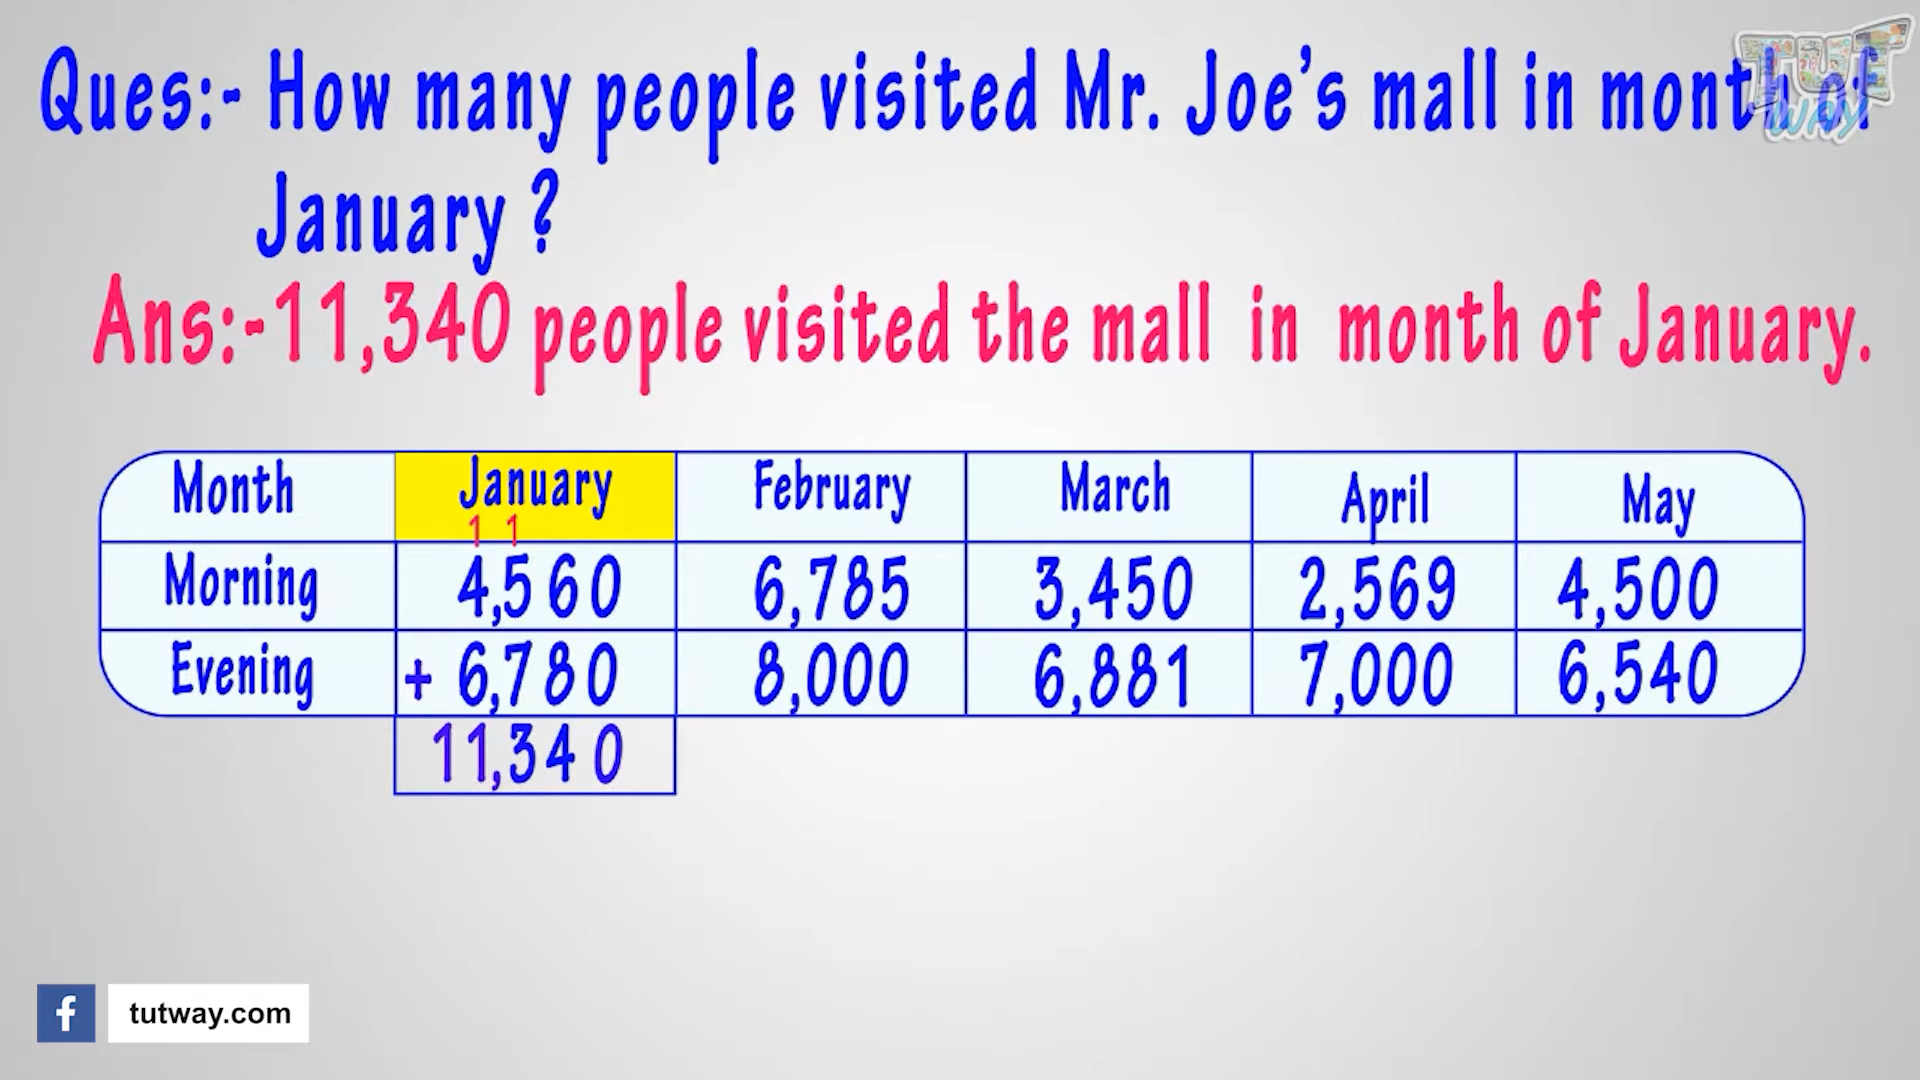 Ques:- How many people visited Mr. Joe's mall in month of
January ?
Ans:-11,340 people visited the mall in month of January.
Month January February March April May
1 1
Morning 4,560 6,785 3,450 2,569 4,500
Evening + 6,780 8,000 6,881 7,000 6,540
11,340
TUT
WAY
f tutway.com